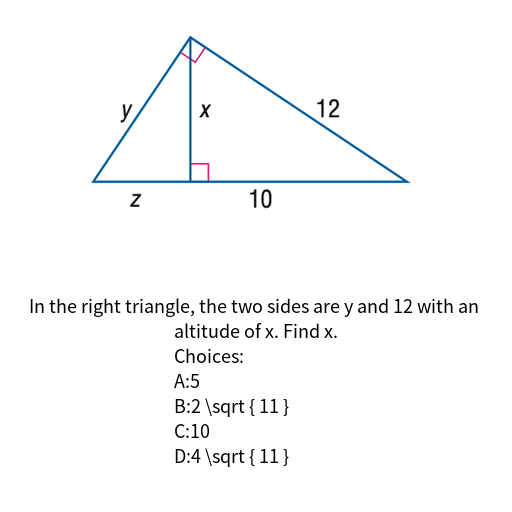 y
x
12
z
10
In the right triangle, the two sides are y and 12 with an
altitude of x. Find x.
Choices:
A:5
B:2 \sqrt { 11 }
C:10
D:4 \sqrt { 11 }